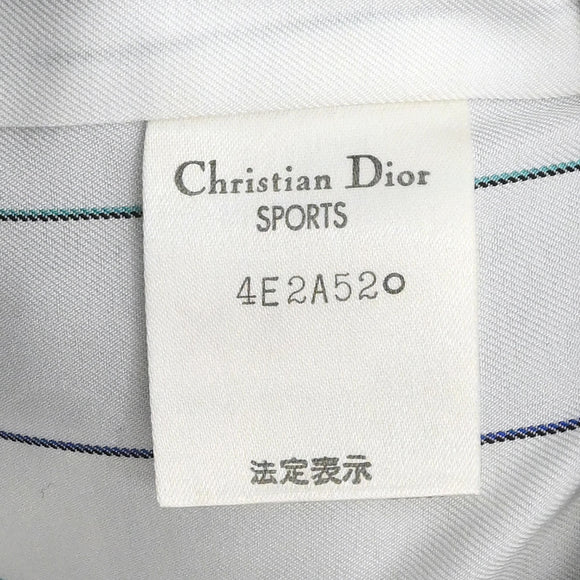 Christian Dior
SPORTS
4E2A520
法定表示